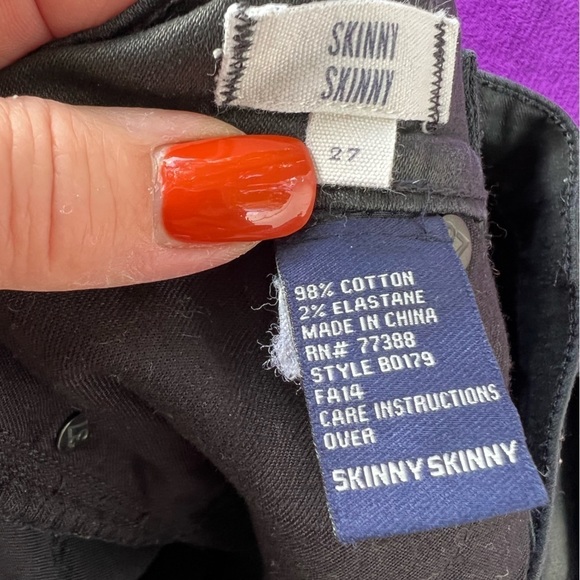 SKINNY
SKINNY
27
98% COTTON
2% ELASTANE
MADE IN CHINA
RN# 77388
STYLE B0179
FA14
CARE INSTRUCTIONS
OVER
SKINNY SKINNY